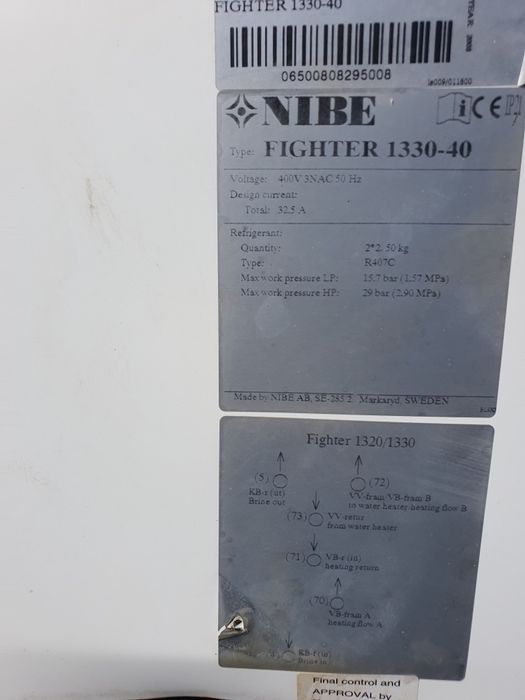 FIGHTER 1330-40
YEAR: 2008
06500808295008
NIBE
i CE IP21
Type: FIGHTER 1330-40
Voltage: 400V 3NAC 50 Hz
Design current:
Total: 32.5 A
Refrigerant:
Quantity: 2*2.50 kg
Type: R407C
Max work pressure LP: 15.7 bar (1.57 MPa)
Max work pressure HP: 29 bar (2.90 MPa)
Made by NIBE AB, SE-285 2 Markaryd, SWEDEN
Fighter 1320/1330
(5)
KB-r (ut)
Brine out
(72)
VV-fram VB-fram B
to water heater, heating flow B
(73) VV-retur
from water heater
(71) VB-r (in)
heating return
(70)
VB-fram A
heating flow A
KB-f (in)
Brine in
Final control and
APPROVAL by